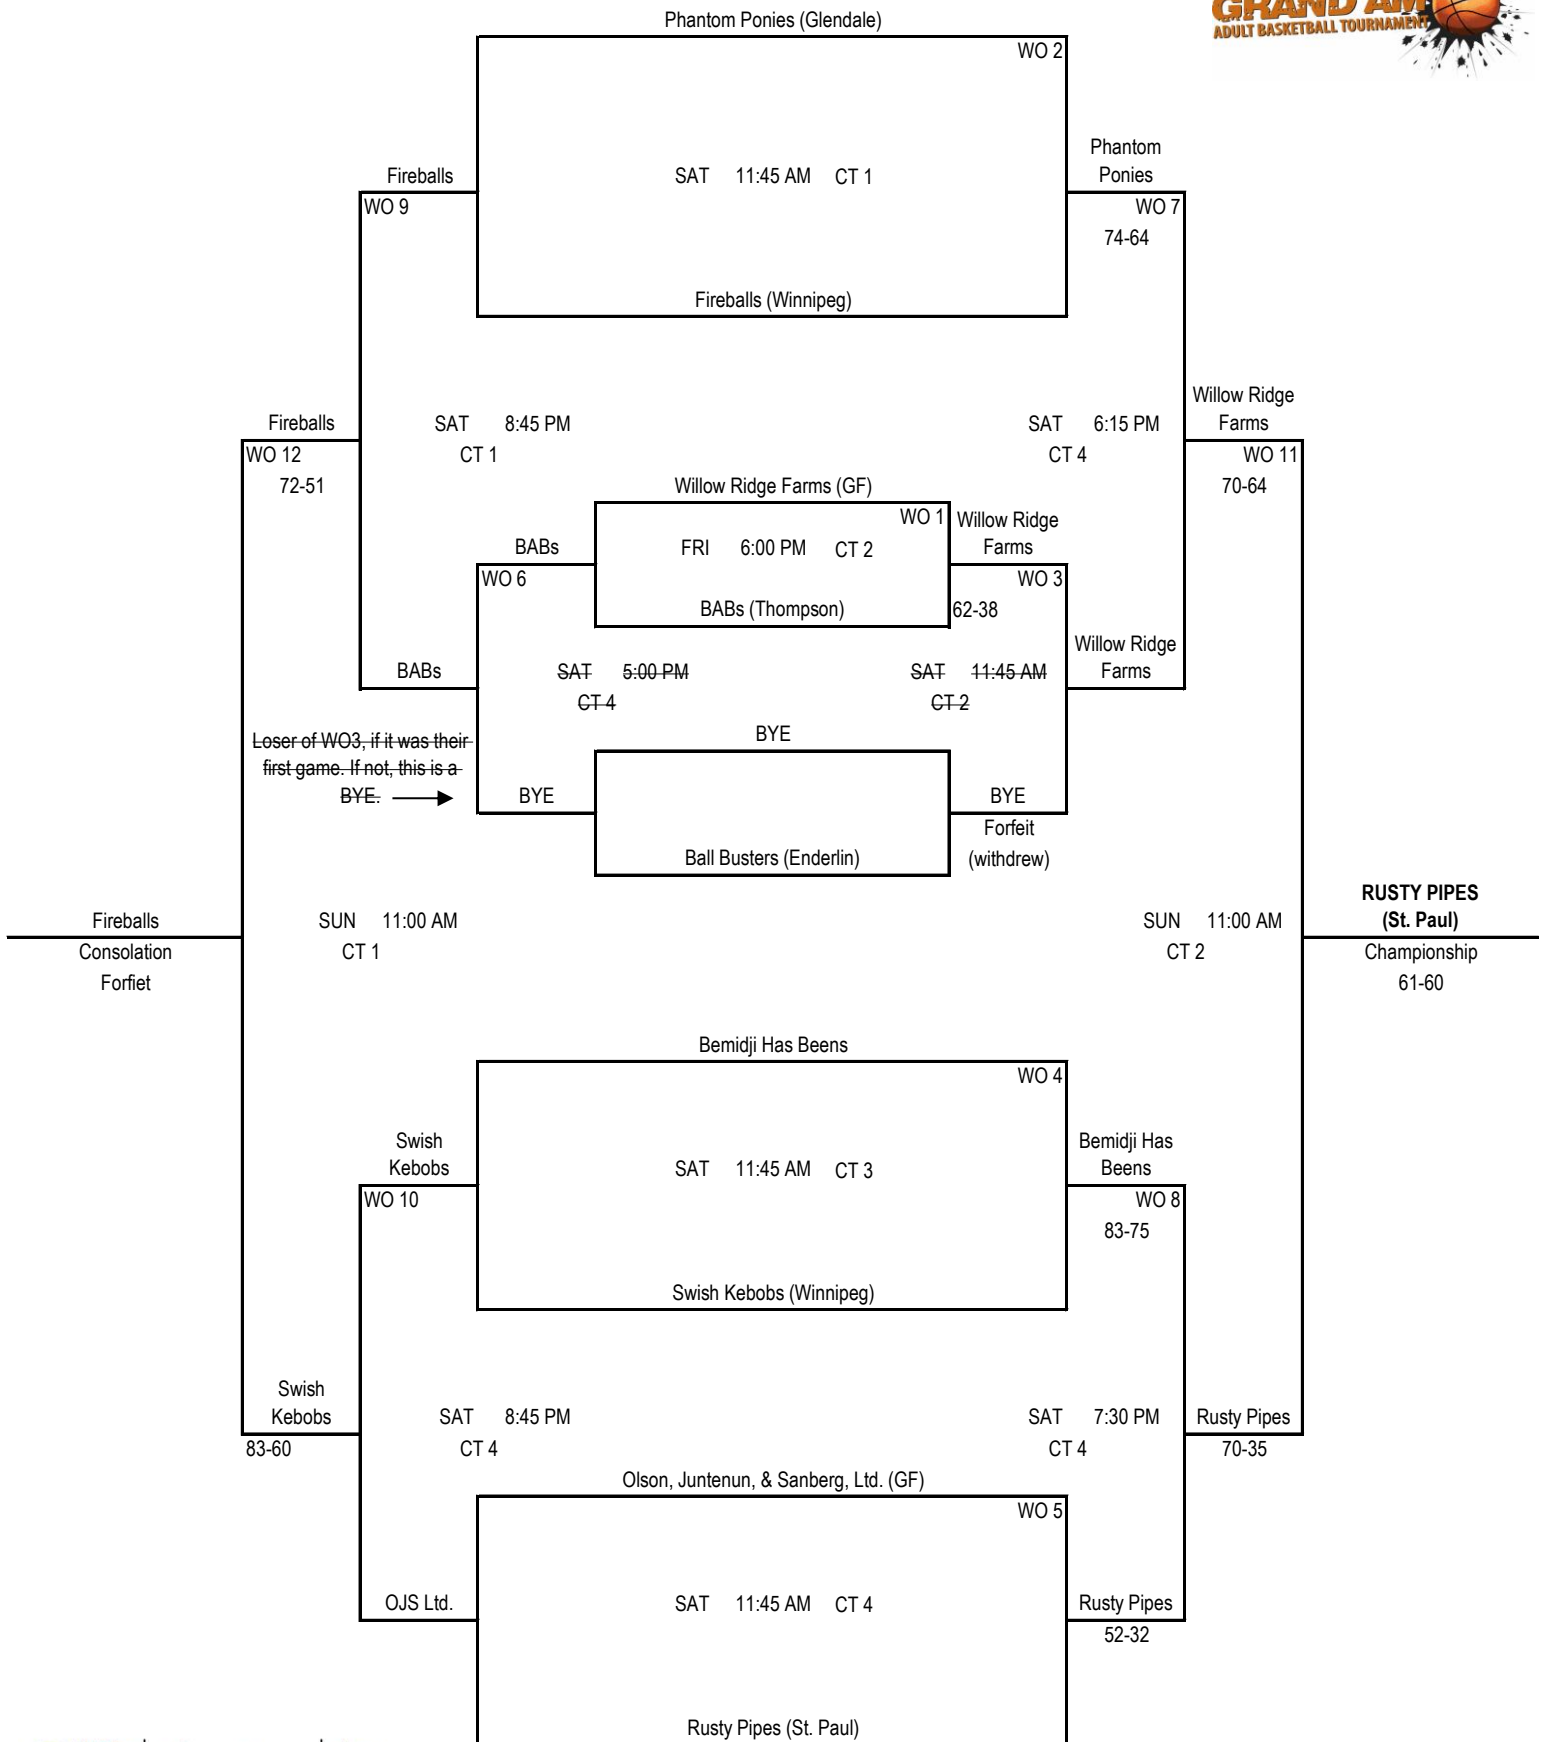 GRAND AM
ADULT BASKETBALL TOURNAMENT
Phantom Ponies (Glendale)
WO 2
Phantom
Ponies
Fireballs
SAT 11:45 AM CT 1
WO 9
WO 7
74-64
Fireballs (Winnipeg)
Willow Ridge
Farms
Fireballs
SAT 8:45 PM
CT 1
SAT 6:15 PM
CT 4
WO 12
72-51
WO 11
70-64
Willow Ridge Farms (GF)
WO 1
Willow Ridge
Farms
BABs
FRI 6:00 PM CT 2
WO 6
WO 3
BABs (Thompson)
62-38
Willow Ridge
Farms
BABs
SAT 5:00 PM
CT 4
SAT 11:45 AM
CT 2
BYE
Loser of WO3, if it was their
first game. If not, this is a
BYE.
BYE
BYE
Forfeit
(withdrew)
Ball Busters (Enderlin)
RUSTY PIPES
(St. Paul)
Fireballs
SUN 11:00 AM
CT 1
SUN 11:00 AM
CT 2
Consolation
Forfiet
Championship
61-60
Bemidji Has Beens
WO 4
Swish
Kebobs
SAT 11:45 AM CT 3
Bemidji Has
Beens
WO 10
WO 8
83-75
Swish Kebobs (Winnipeg)
Swish
Kebobs
SAT 8:45 PM
CT 4
SAT 7:30 PM
CT 4
Rusty Pipes
83-60
70-35
Olson, Juntenun, & Sanberg, Ltd. (GF)
WO 5
OJS Ltd.
SAT 11:45 AM CT 4
Rusty Pipes
52-32
Rusty Pipes (St. Paul)